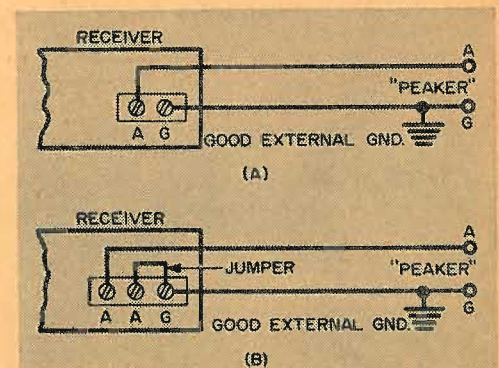 RECEIVER
A
"PEAKER"
A G
G
GOOD EXTERNAL GND.
(A)
RECEIVER
A
JUMPER
"PEAKER"
A A G
G
GOOD EXTERNAL GND.
(B)